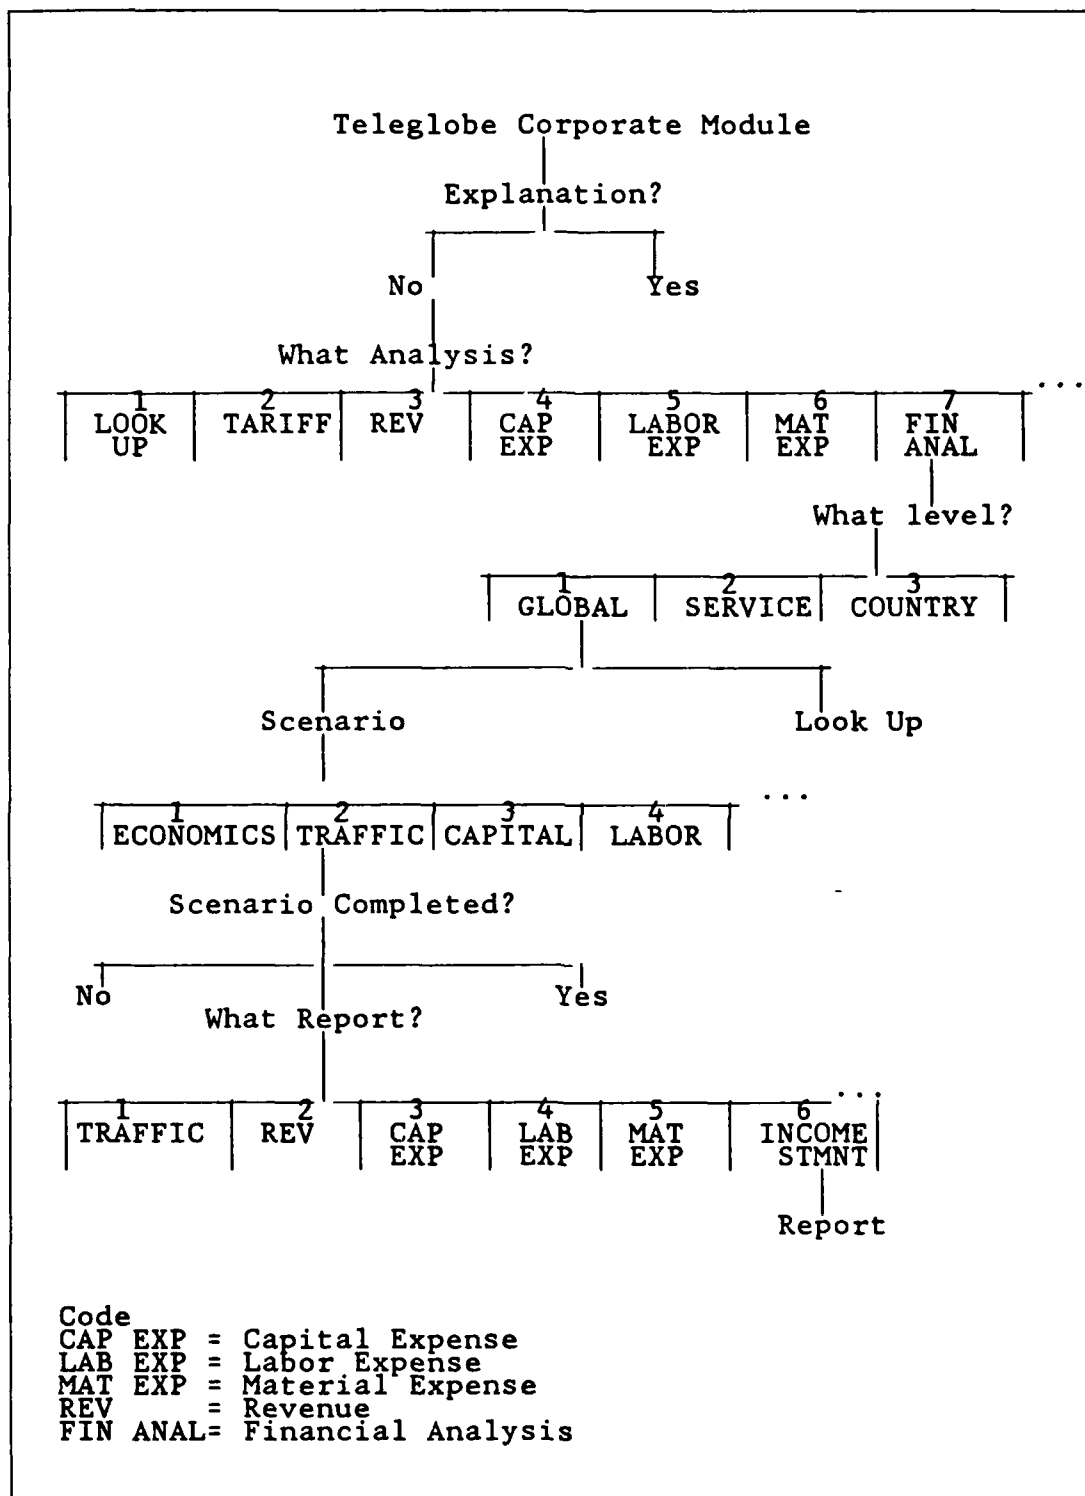 Teleglobe Corporate Module
Explanation?
No Yes
What Analysis?
...
1 2 3 4 5 6 7
LOOK TARIFF REV CAP LABOR MAT FIN
UP EXP EXP EXP ANAL
What level?
1 2 3
GLOBAL SERVICE COUNTRY
Scenario Look Up
...
1 2 3 4
ECONOMICS TRAFFIC CAPITAL LABOR
Scenario Completed?
No Yes
What Report?
...
1 2 3 4 5 6
TRAFFIC REV CAP LAB MAT INCOME
EXP EXP EXP STMNT
Report
Code
CAP EXP = Capital Expense
LAB EXP = Labor Expense
MAT EXP = Material Expense
REV = Revenue
FIN ANAL= Financial Analysis